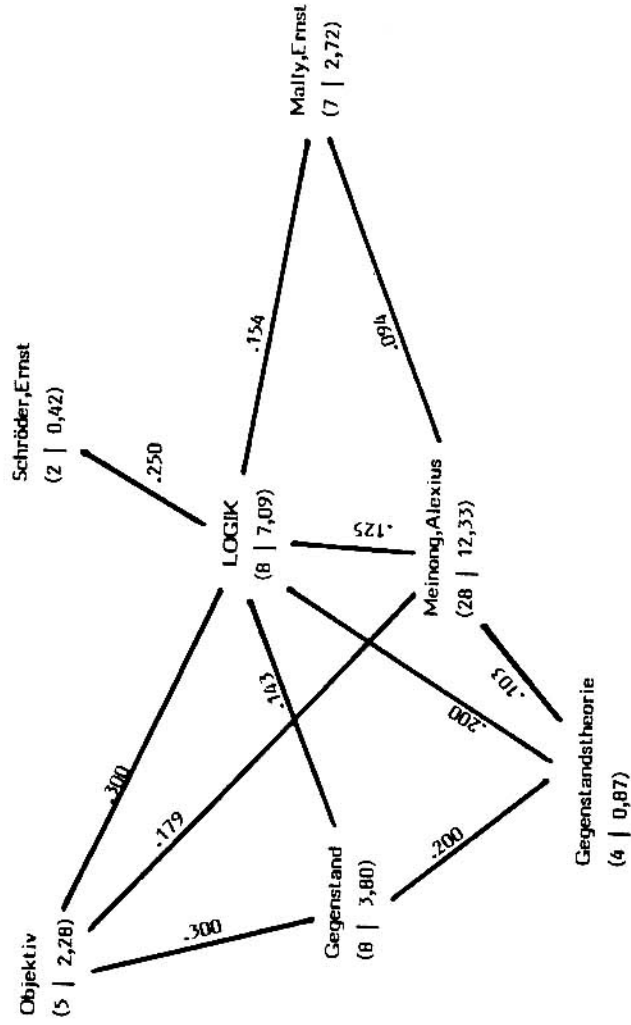 Objektiv
(5 | 2,28)
Schröder,Ernst
(2 | 0,42)
.300
.250
.179
LOGIK
(8 | 7,09)
.154
Mally,Ernst
(7 | 2,72)
.300
.143
.125
.094
Gegenstand
(8 | 3,80)
Meinong,Alexius
(28 | 12,33)
.200
.200
.103
Gegenstandstheorie
(4 | 0,87)